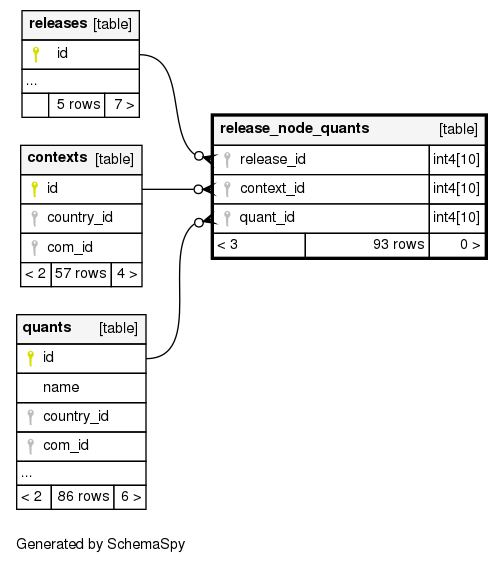 releases [table]
id
...
5 rows 7 >
contexts [table]
id
country_id
com_id
< 2 57 rows 4 >
quants [table]
id
name
country_id
com_id
...
< 2 86 rows 6 >
release_node_quants [table]
release_id int4[10]
context_id int4[10]
quant_id int4[10]
< 3 93 rows 0 >
Generated by SchemaSpy